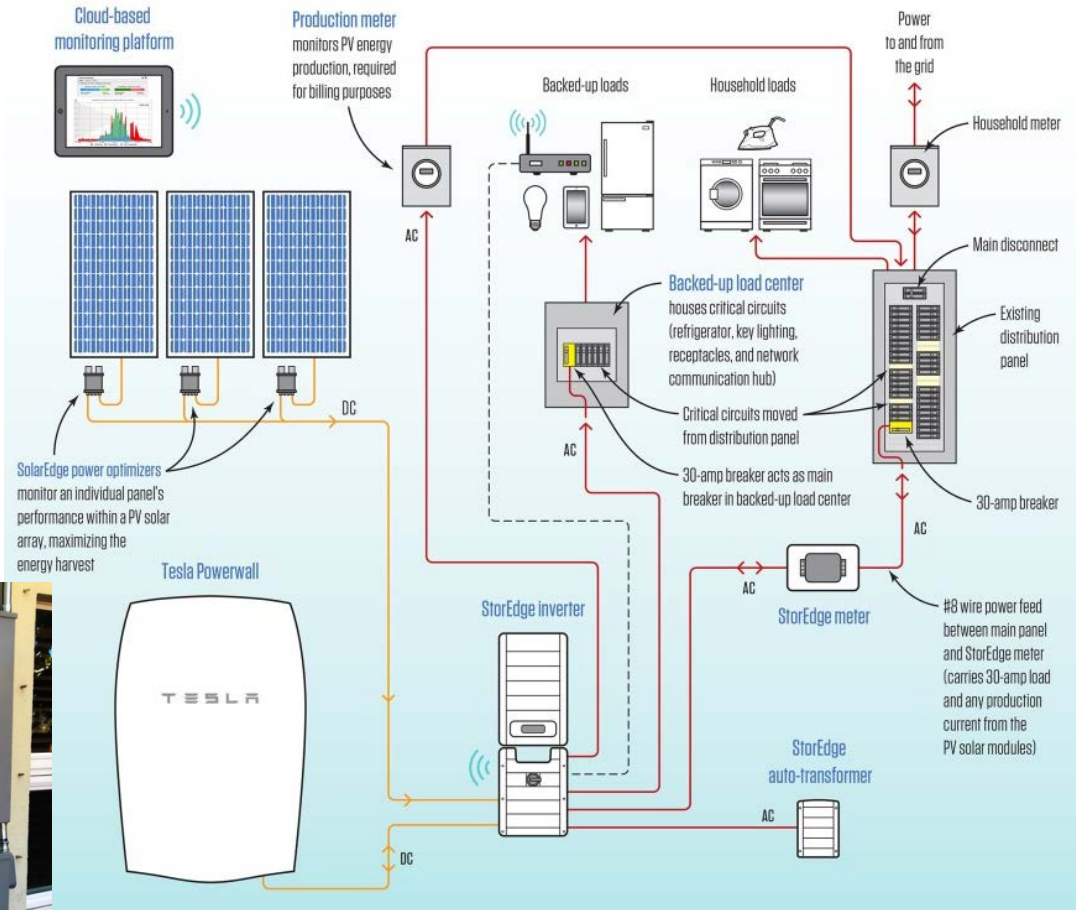 Cloud-based
monitoring platform
Production meter
monitors PV energy
production, required
for billing purposes
Backed-up loads
Household loads
Power
to and from
the grid
Household meter
AC
Main disconnect
Backed-up load center
houses critical circuits
(refrigerator, key lighting,
receptacles, and network
communication hub)
Existing
distribution
panel
DC
Critical circuits moved
from distribution panel
AC
SolarEdge power optimizers
monitor an individual panel's
performance within a PV solar
array, maximizing the
energy harvest
30-amp breaker acts as main
breaker in backed-up load center
30-amp breaker
AC
Tesla Powerwall
StorEdge inverter
AC
StorEdge meter
#8 wire power feed
between main panel
and StorEdge meter
(carries 30-amp load
and any production
current from the
PV solar modules)
TESLA
StorEdge
auto-transformer
AC
DC